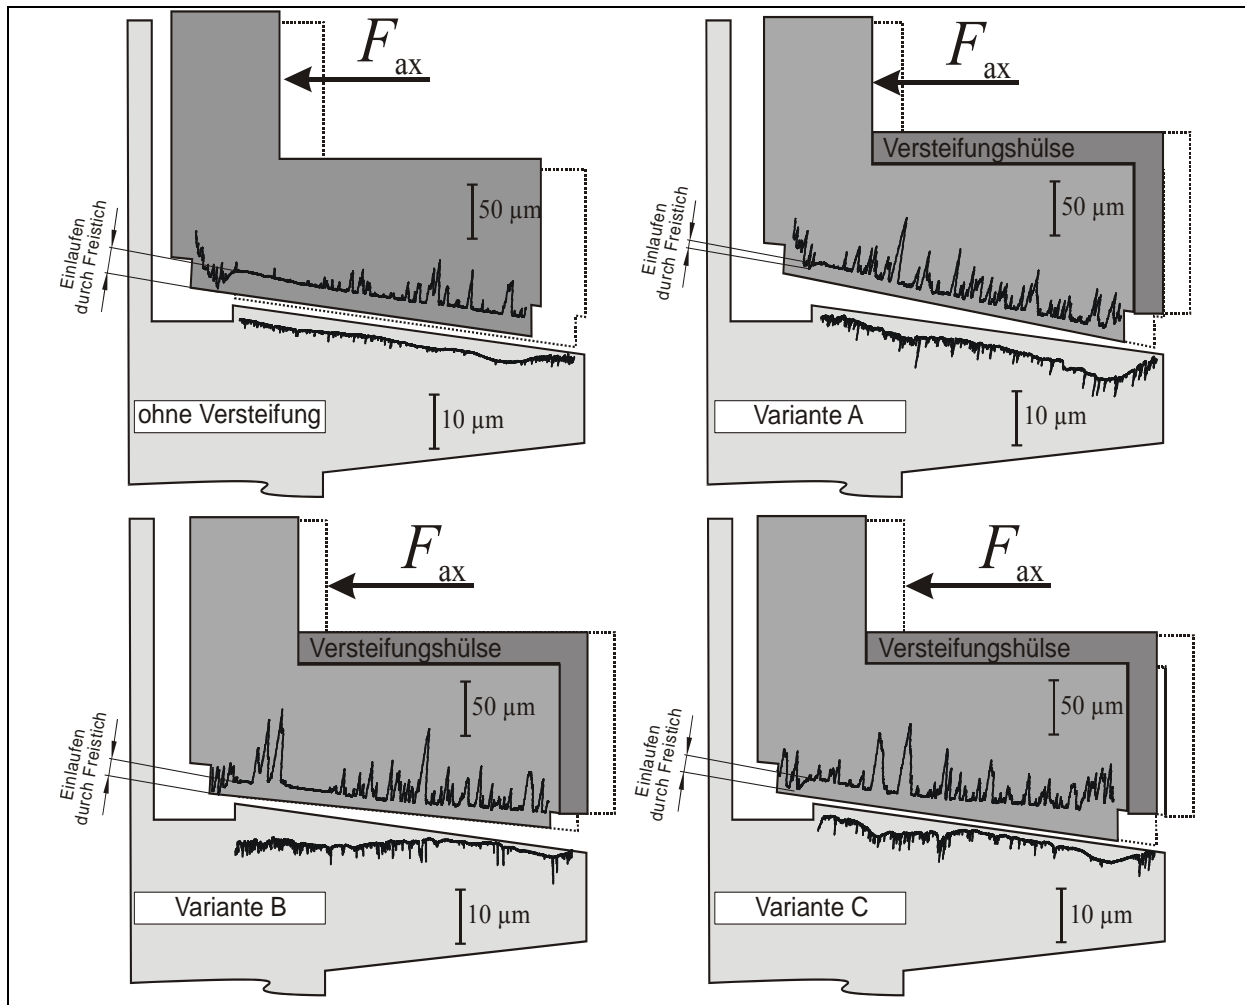 F ax
Einlaufen
durch Freistich
50 µm
10 µm
ohne Versteifung
F ax
Versteifungshülse
Einlaufen
durch Freistich
50 µm
10 µm
Variante A
F ax
Versteifungshülse
Einlaufen
durch Freistich
50 µm
10 µm
Variante B
F ax
Versteifungshülse
Einlaufen
durch Freistich
50 µm
10 µm
Variante C